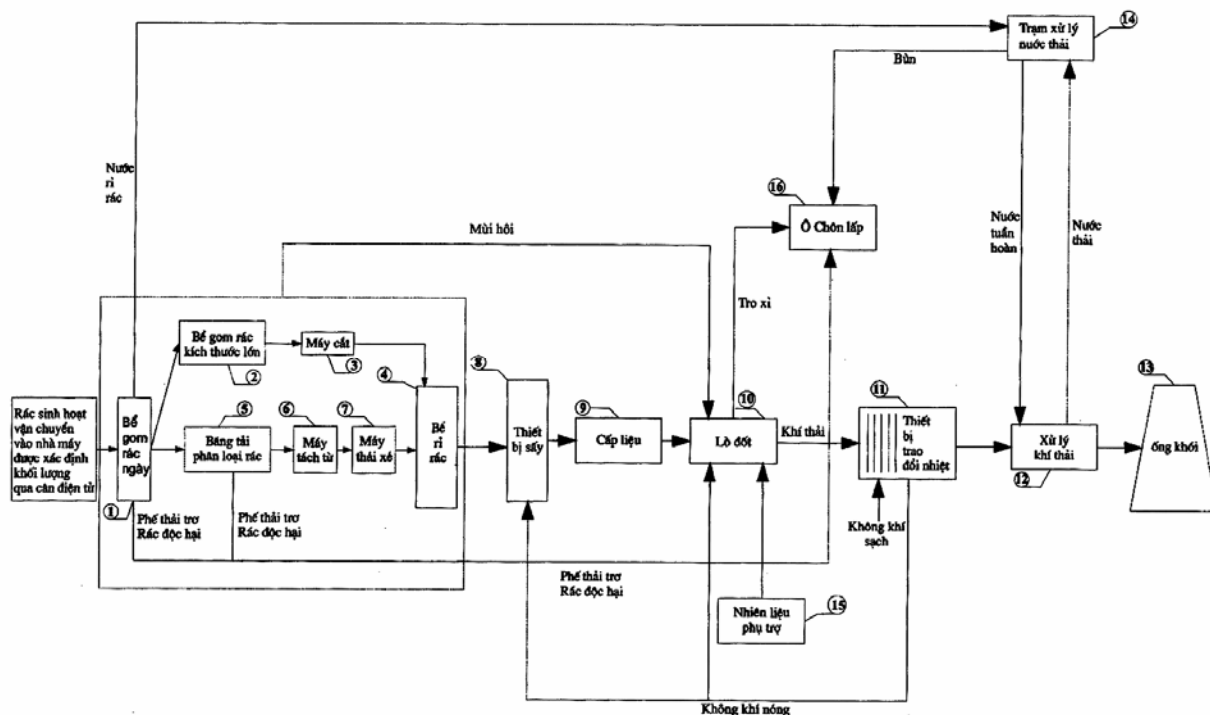 Trạm xử lý
nước thải
14
Bùn
Nước
rỉ
rác
16
Ô Chôn lấp
Mùi hôi
Nước
tuần
hoàn
Nước
thải
Tro xỉ
Bể gom rác
kích thước lớn
2
Máy cắt
3
4
8
13
Rác sinh hoạt
vận chuyển
vào nhà máy
được xác định
khối lượng
qua cân điện tử
Bể
gom
rác
ngày
1
5
Băng tải
phân loại rác
6
Máy
tách từ
7
Máy
thái xé
Bể
rỉ
rác
Thiết
bị sấy
9
Cấp liệu
10
Lò đốt
Khí thải
11
Thiết
bị
trao
đổi nhiệt
Xử lý
khí thải
12
ống khói
Phế thải trơ
Rác độc hại
Phế thải trơ
Rác độc hại
Không khí
sạch
Phế thải trơ
Rác độc hại
Nhiên liệu
phụ trợ
15
Không khí nóng